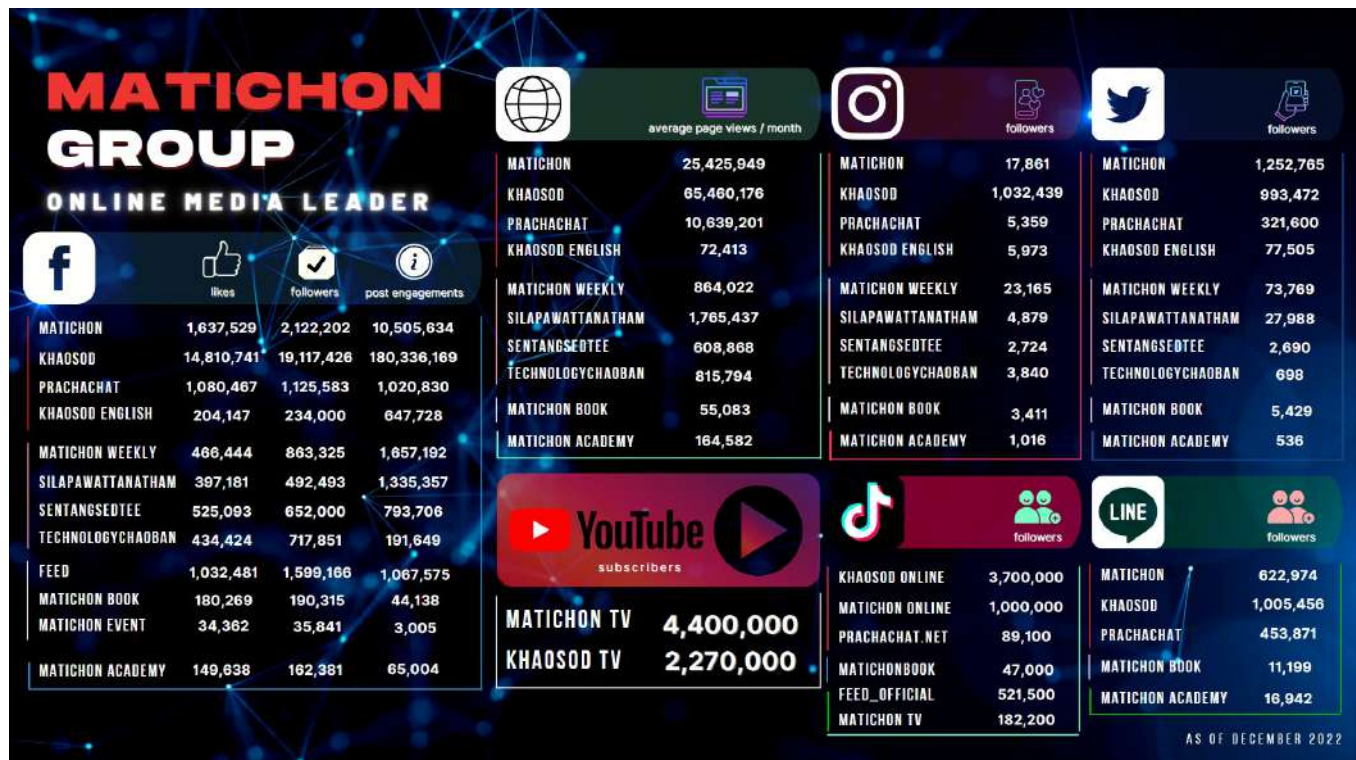 MATICHON
GROUP
ONLINE MEDIA LEADER
f
likes followers post engagements
MATICHON 1,637,529 2,122,202 10,505,634
KHAOSOD 14,810,741 19,117,426 180,336,169
PRACHACHAT 1,080,467 1,125,583 1,020,830
KHAOSOD ENGLISH 204,147 234,000 647,728
MATICHON WEEKLY 466,444 863,325 1,657,192
SILAPAWATTANATHAM 397,181 492,493 1,335,357
SENTANGSEDTEE 525,093 652,000 793,706
TECHNOLOGYCHAOBAN 434,424 717,851 191,649
FEED 1,032,481 1,599,166 1,067,575
MATICHON BOOK 180,269 190,315 44,138
MATICHON EVENT 34,362 35,841 3,005
MATICHON ACADEMY 149,638 162,381 65,004
average page views / month
MATICHON 25,425,949
KHAOSOD 65,460,176
PRACHACHAT 10,639,201
KHAOSOD ENGLISH 72,413
MATICHON WEEKLY 864,022
SILAPAWATTANATHAM 1,765,437
SENTANGSEDTEE 608,868
TECHNOLOGYCHAOBAN 815,794
MATICHON BOOK 55,083
MATICHON ACADEMY 164,582
followers
MATICHON 17,861
KHAOSOD 1,032,439
PRACHACHAT 5,359
KHAOSOD ENGLISH 5,973
MATICHON WEEKLY 23,165
SILAPAWATTANATHAM 4,879
SENTANGSEDTEE 2,724
TECHNOLOGYCHAOBAN 3,840
MATICHON BOOK 3,411
MATICHON ACADEMY 1,016
followers
MATICHON 1,252,765
KHAOSOD 993,472
PRACHACHAT 321,600
KHAOSOD ENGLISH 77,505
MATICHON WEEKLY 73,769
SILAPAWATTANATHAM 27,988
SENTANGSEDTEE 2,690
TECHNOLOGYCHAOBAN 698
MATICHON BOOK 5,429
MATICHON ACADEMY 536
YouTube
subscribers
MATICHON TV 4,400,000
KHAOSOD TV 2,270,000
followers
KHAOSOD ONLINE 3,700,000
MATICHON ONLINE 1,000,000
PRACHACHAT.NET 89,100
MATICHONBOOK 47,000
FEED_OFFICIAL 521,500
MATICHON TV 182,200
LINE
followers
MATICHON 622,974
KHAOSOD 1,005,456
PRACHACHAT 453,871
MATICHON BOOK 11,199
MATICHON ACADEMY 16,942
AS OF DECEMBER 2022